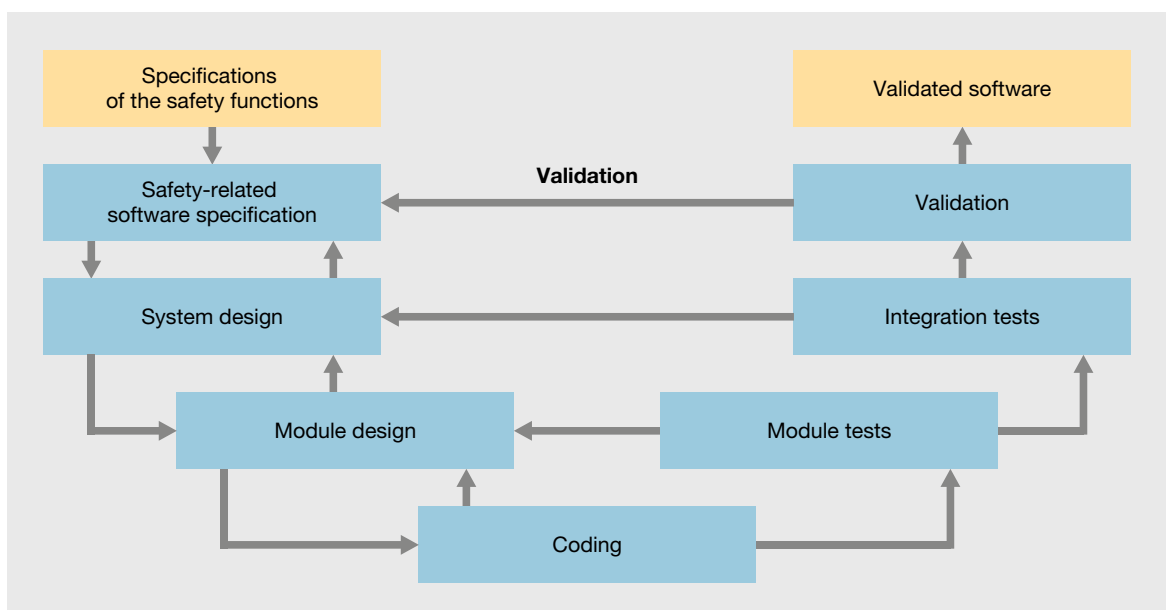 Specifications
of the safety functions
Validated software
Safety-related
software specification
Validation
Validation
System design
Integration tests
Module design
Module tests
Coding